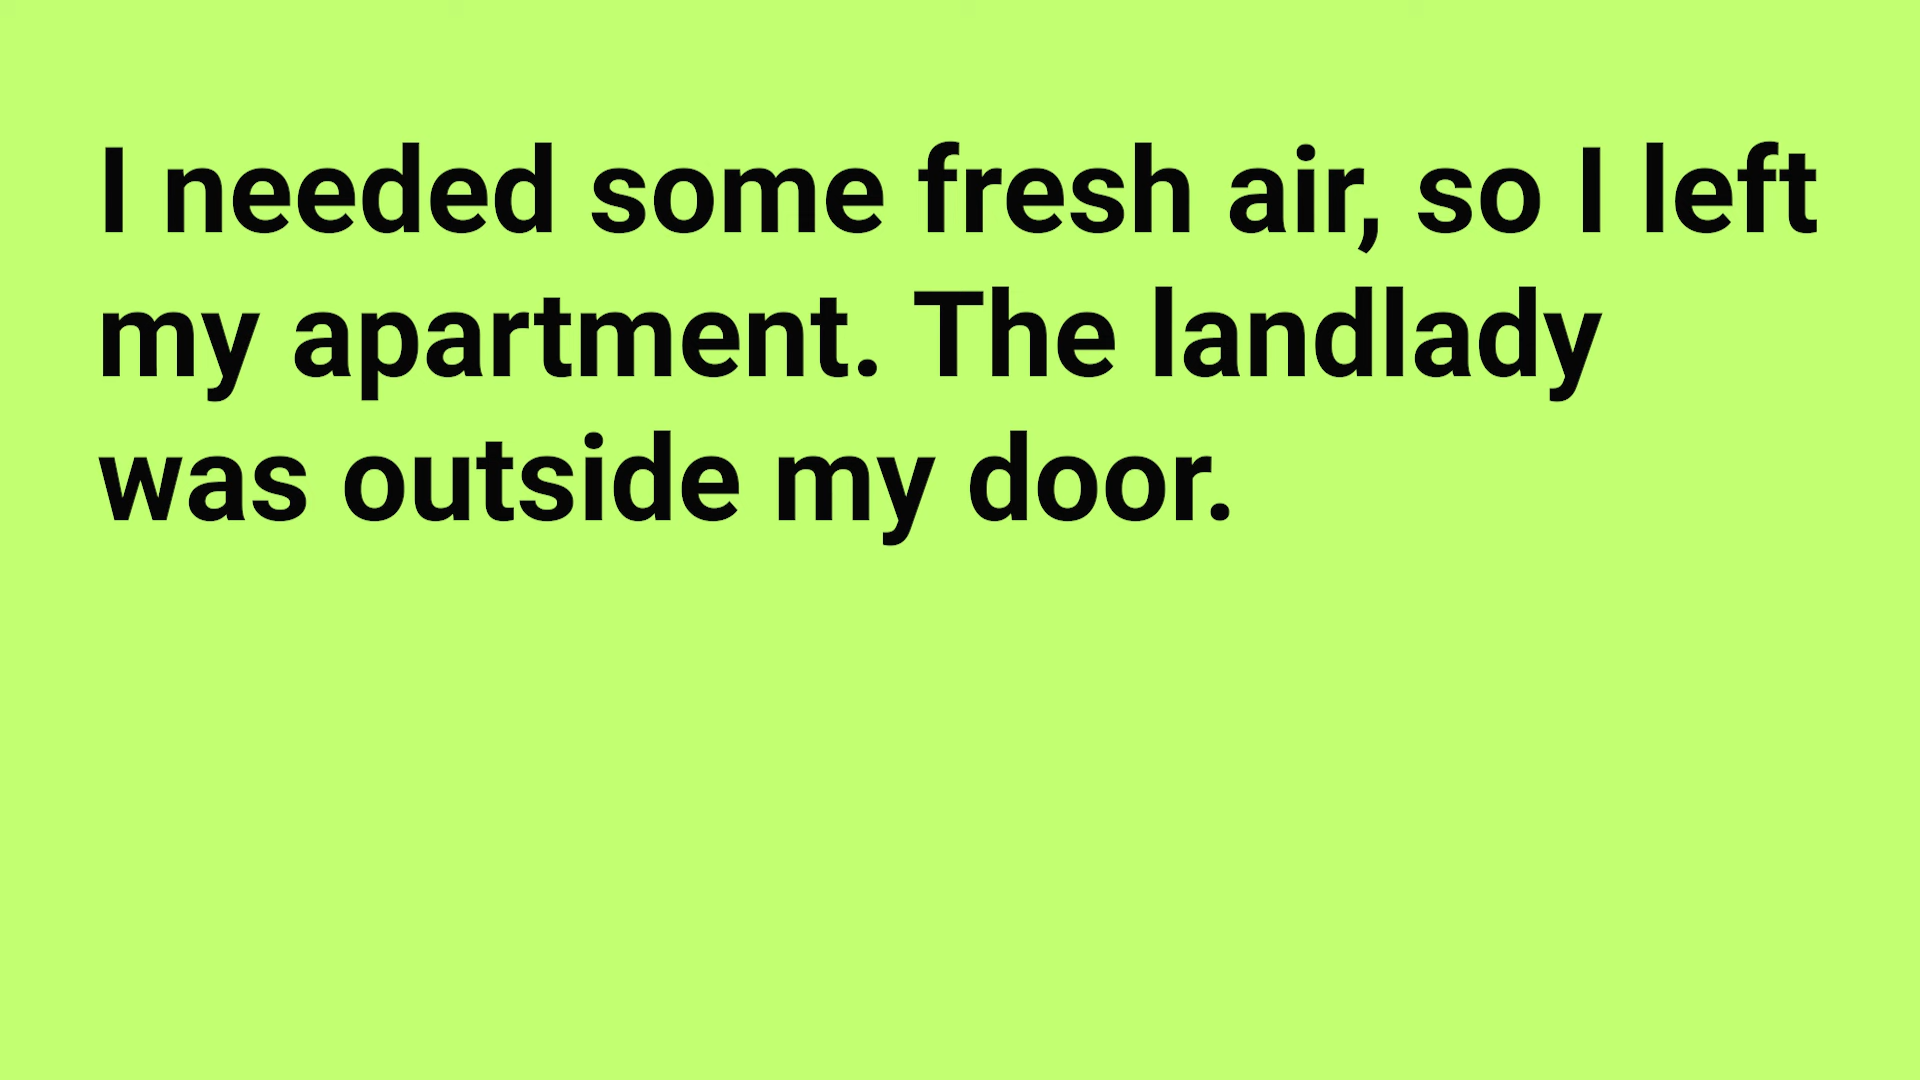 I needed some fresh air, so I left
my apartment. The landlady
was outside my door.